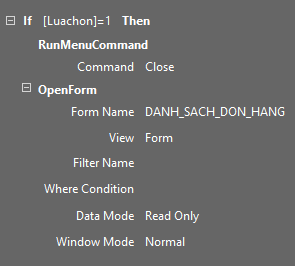 If [Luachon]=1 Then
RunMenuCommand
Command Close
OpenForm
Form Name DANH_SACH_DON_HANG
View Form
Filter Name
Where Condition
Data Mode Read Only
Window Mode Normal